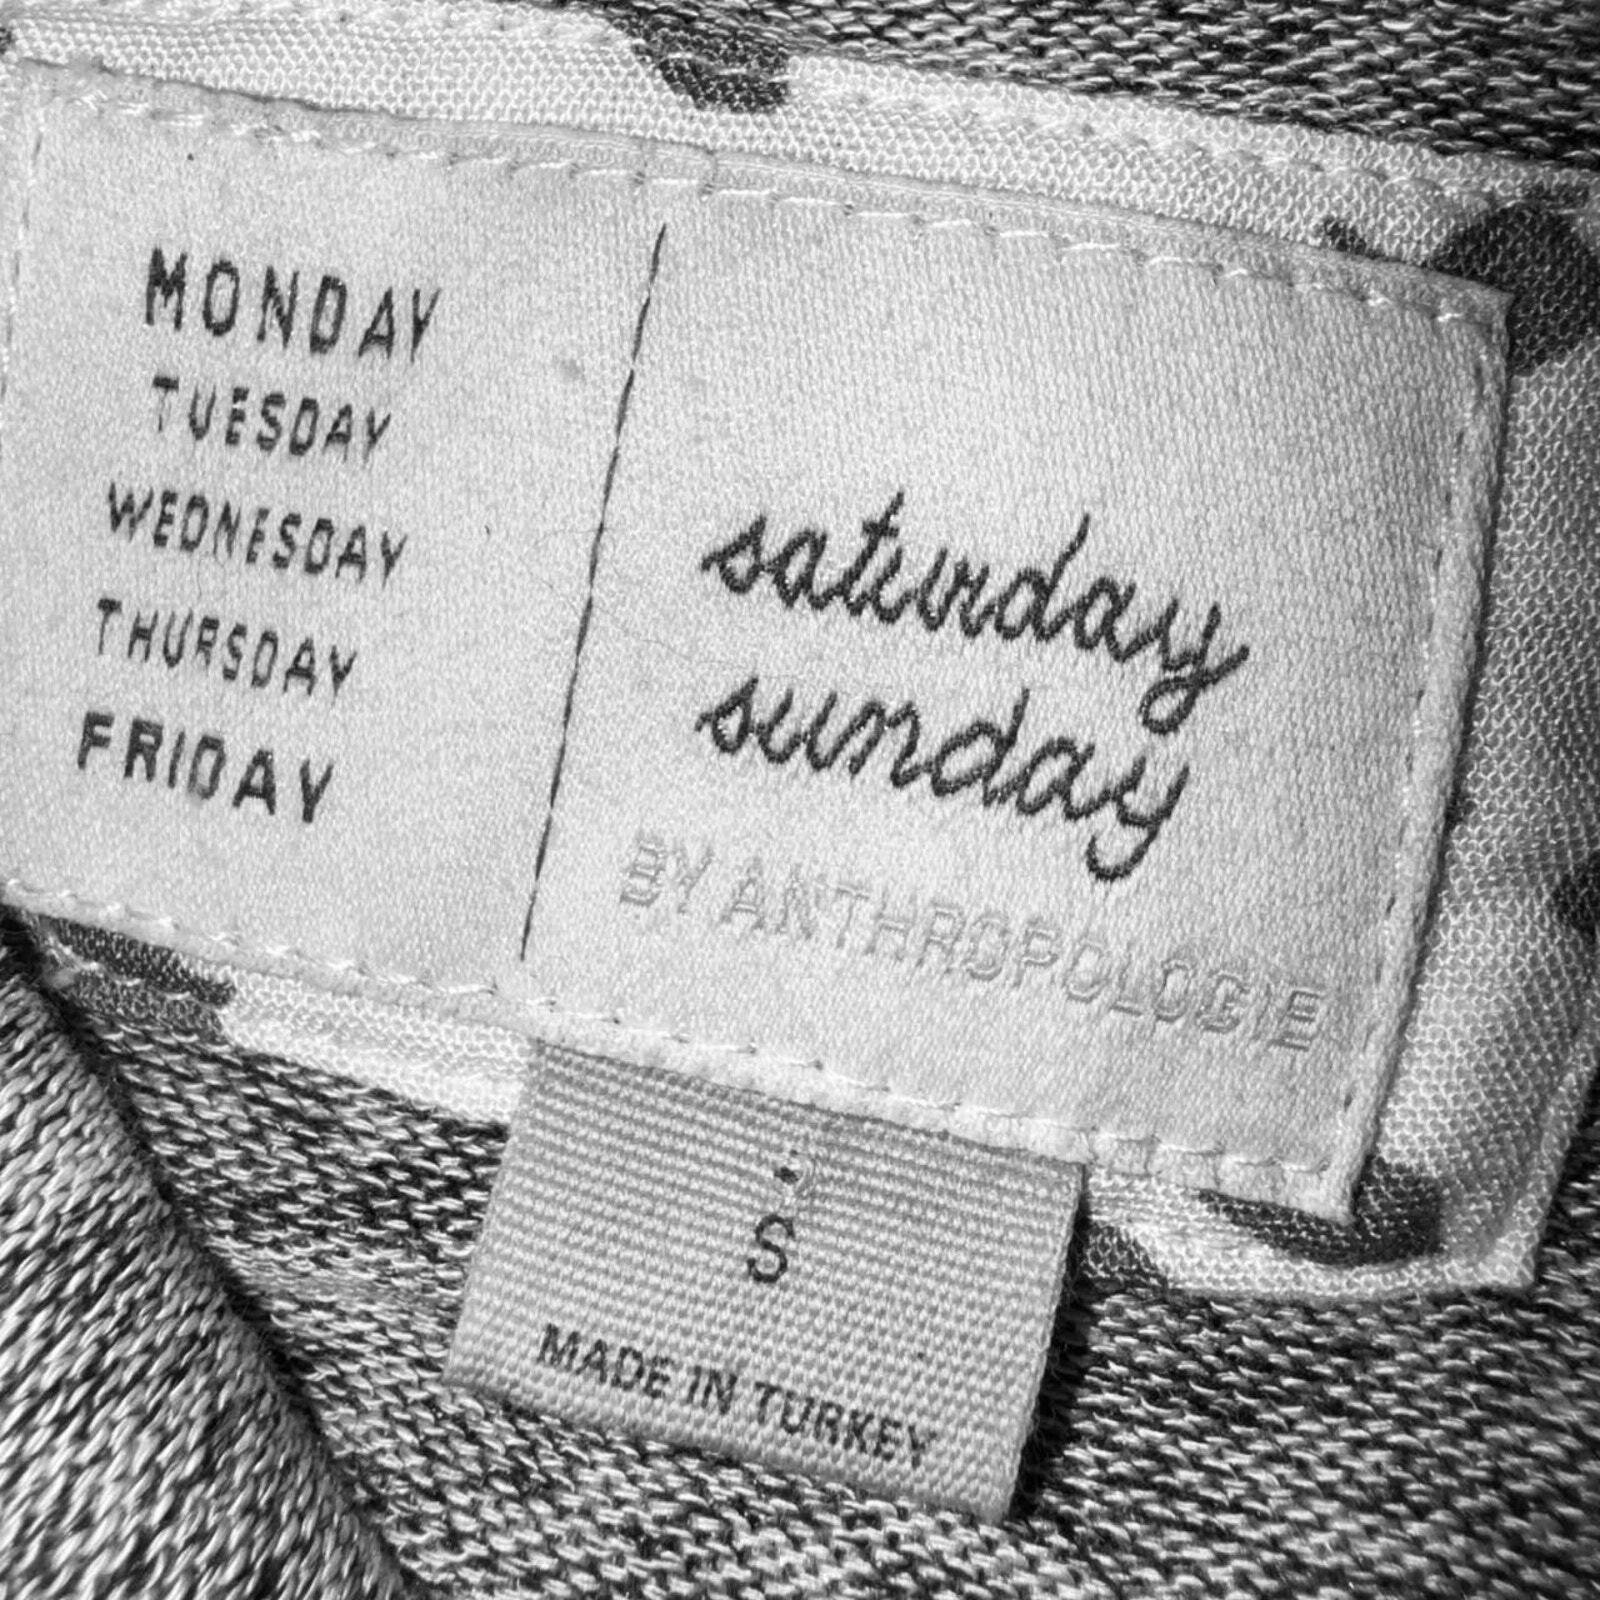 MONDAY
TUESDAY
WEDNESDAY
THURSDAY
FRIDAY
saturday
sunday
BY ANTHROPOLOGIE
S
MADE IN TURKEY